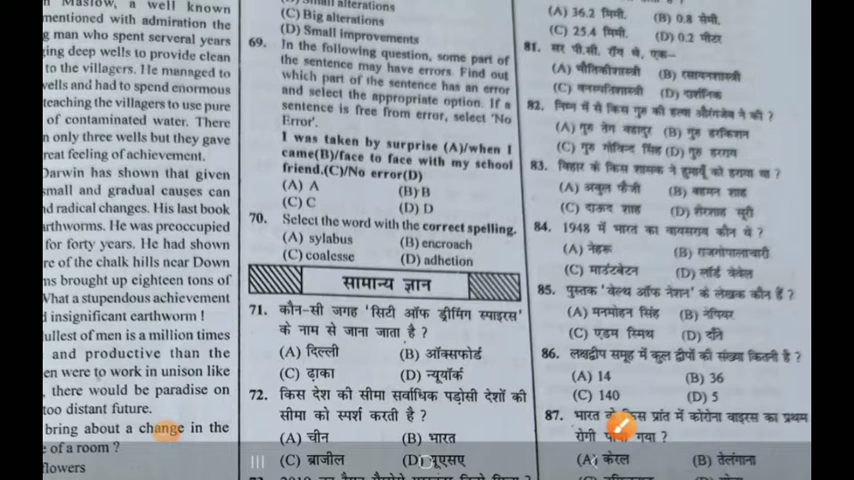 n Maslow, a well known
mentioned with admiration the
g man who spent serveral years
ging deep wells to provide clean
to the villagers. He managed to
vells and had to spend enormous
teaching the villagers to use pure
of contaminated water. There
n only three wells but they gave
reat feeling of achievement.
Darwin has shown that given
small and gradual causes can
nd radical changes. His last book
arthworms. He was preoccupied
for forty years. He had shown
re of the chalk hills near Down
ms brought up eighteen tons of
What a stupendous achievement
d insignificant earthworm !
ullest of men is a million times
and productive than the
en were to work in unison like
, there would be paradise on
too distant future.
bring about a change in the
e of a room ?
flowers
alterations
(C) Big alterations
(D) Small improvements
69. In the following question, some part of
the sentence may have errors. Find out
which part of the sentence has an error
and select the appropriate option. If a
sentence is free from error, select 'No
Error'.
I was taken by surprise (A)/when I
came(B)/face to face with my school
friend.(C)/No error(D)
(A) A (B) B
(C) C (D) D
70. Select the word with the correct spelling.
(A) sylabus (B) encroach
(C) coalesse (D) adhetion
सामान्य ज्ञान
71. कौन-सी जगह 'सिटी ऑफ ड्रीमिंग स्पाइरस'
के नाम से जाना जाता है ?
(A) दिल्ली (B) ऑक्सफोर्ड
(C) ढ़ाका (D) न्यूयॉर्क
72. किस देश की सीमा सर्वाधिक पड़ोसी देशों की
सीमा को स्पर्श करती है ?
(A) चीन (B) भारत
(C) ब्राजील (D) यूएसए
(A) 36.2 मिमी. (B) 0.8 सेमी.
(C) 25.4 मिमी. (D) 0.2 मीटर
81. सर पी.सी. रॉय थे, एक–
(A) भौतिकीशास्त्री (B) रसायनशास्त्री
(C) वनस्पतिशास्त्री (D) दार्शनिक
82. निम्न में से किस गुरु की हत्या औरंगजेब ने की ?
(A) गुरु तेग बहादुर (B) गुरु हरकिशन
(C) गुरु गोविन्द सिंह (D) गुरु हरराय
83. बिहार के किस शासक ने हुमायूँ को हराया था ?
(A) अबुल फैजी (B) बहमन शाह
(C) दाऊद शाह (D) शेरशाह सूरी
84. 1948 में भारत का वायसराय कौन थे ?
(A) नेहरू (B) राजगोपालाचारी
(C) माउंटबेटन (D) लॉर्ड वेवेल
85. पुस्तक 'वेल्थ ऑफ नेशन' के लेखक कौन हैं ?
(A) मनमोहन सिंह (B) नेपियर
(C) एडम स्मिथ (D) दाँते
86. लक्षद्वीप समूह में कुल द्वीपों की संख्या कितनी है ?
(A) 14 (B) 36
(C) 140 (D) 5
87. भारत के किस प्रांत में कोरोना वाइरस का प्रथम
रोगी गया ?
(A) केरल (B) तेलंगाना